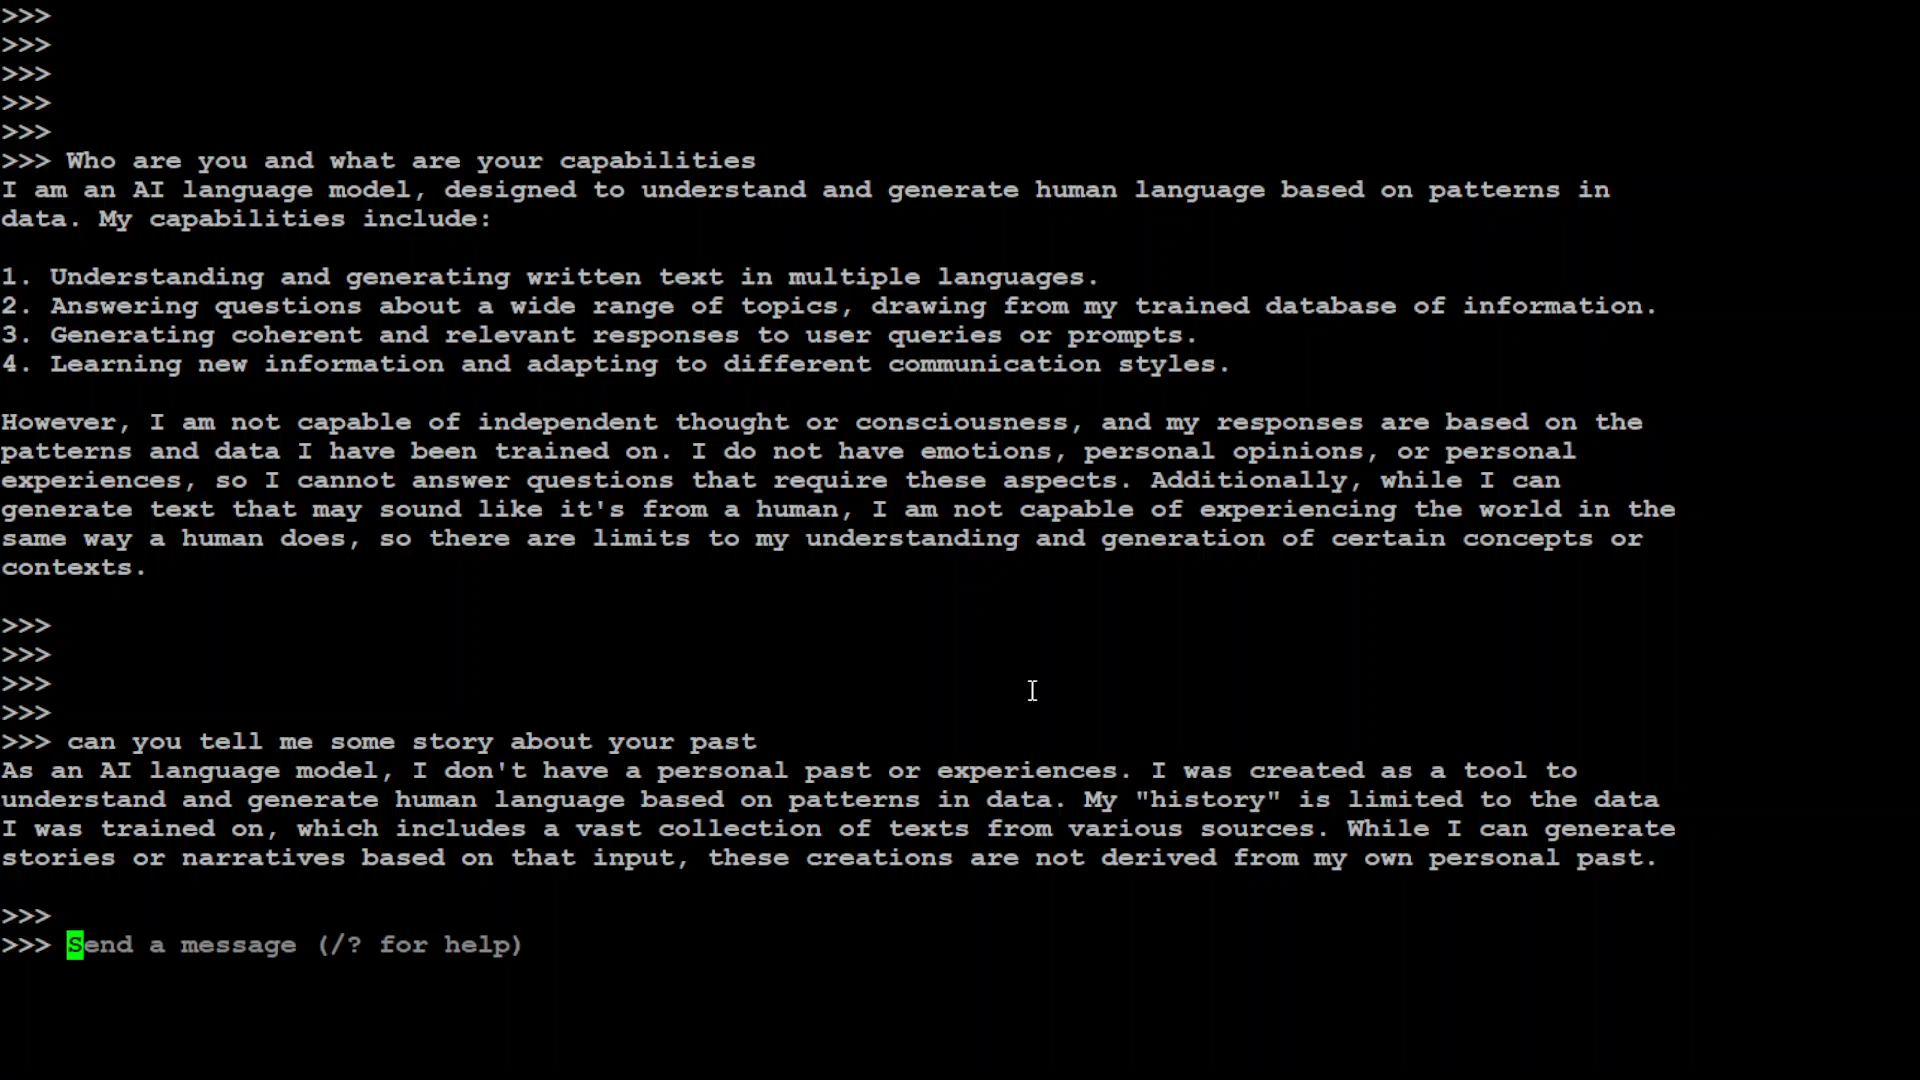 >>>
>>>
>>>
>>>
>>>
>>> Who are you and what are your capabilities
I am an AI language model, designed to understand and generate human language based on patterns in
data. My capabilities include:
1. Understanding and generating written text in multiple languages.
2. Answering questions about a wide range of topics, drawing from my trained database of information.
3. Generating coherent and relevant responses to user queries or prompts.
4. Learning new information and adapting to different communication styles.
However, I am not capable of independent thought or consciousness, and my responses are based on the
patterns and data I have been trained on. I do not have emotions, personal opinions, or personal
experiences, so I cannot answer questions that require these aspects. Additionally, while I can
generate text that may sound like it's from a human, I am not capable of experiencing the world in the
same way a human does, so there are limits to my understanding and generation of certain concepts or
contexts.
>>>
>>>
>>>
>>>
>>> can you tell me some story about your past
As an AI language model, I don't have a personal past or experiences. I was created as a tool to
understand and generate human language based on patterns in data. My "history" is limited to the data
I was trained on, which includes a vast collection of texts from various sources. While I can generate
stories or narratives based on that input, these creations are not derived from my own personal past.
>>>
>>> Send a message (/? for help)